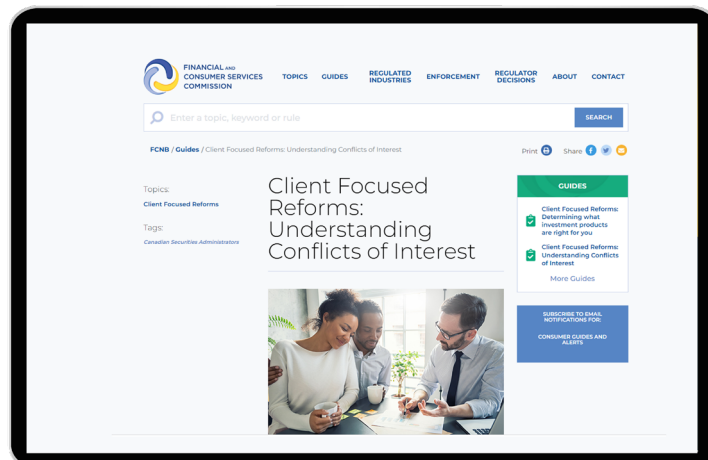 FINANCIAL AND
CONSUMER SERVICES
COMMISSION
TOPICS
GUIDES
REGULATED
INDUSTRIES
ENFORCEMENT
REGULATOR
DECISIONS
ABOUT
CONTACT
Enter a topic, keyword or rule
SEARCH
FCNB / Guides / Client Focused Reforms: Understanding Conflicts of Interest
Print
Share
Topics:
Client Focused Reforms
Tags:
Canadian Securities Administrators
Client Focused
Reforms:
Understanding
Conflicts of Interest
GUIDES
Client Focused Reforms:
Determining what
investment products
are right for you
Client Focused Reforms:
Understanding Conflicts
of Interest
More Guides
SUBSCRIBE TO EMAIL
NOTIFICATIONS FOR:
CONSUMER GUIDES AND
ALERTS